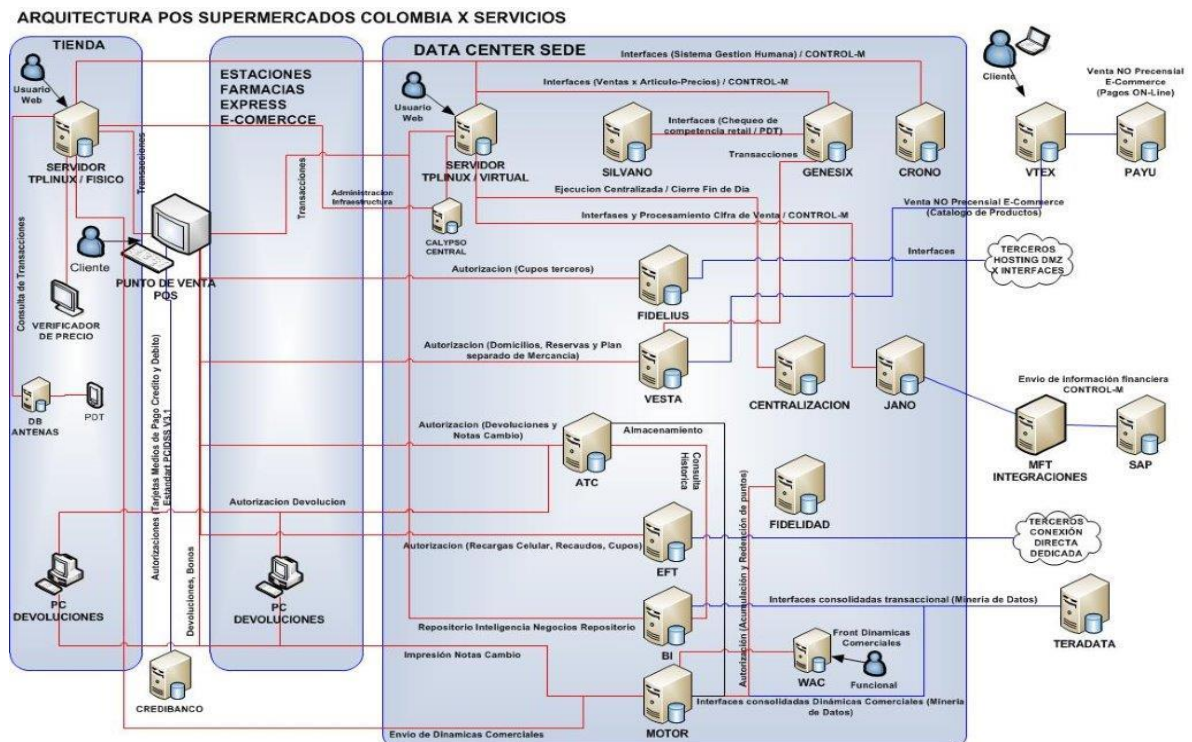 ARQUITECTURA POS SUPERMERCADOS COLOMBIA X SERVICIOS
TIENDA
Usuario
Web
SERVIDOR
TPLINUX / FISICO
Transacciones
Consulta de Transacciones
Cliente
PUNTO DE VENTA
POS
VERIFICADOR
DE PRECIO
DB
ANTENAS
PDT
Autorizaciones (Tarjetas Medios de Pago Credito y Debito)
Estandart PCIDSS V3.1
Devoluciones, Bonos
PC
DEVOLUCIONES
CREDIBANCO
ESTACIONES
FARMACIAS
EXPRESS
E-COMERCCE
Transacciones
Administracion
Infraestructura
Autorizacion Devolucion
PC
DEVOLUCIONES
Impresión Notas Cambio
Envio de Dinamicas Comerciales
DATA CENTER SEDE
Interfaces (Sistema Gestion Humana) / CONTROL-M
Usuario
Web
Interfaces (Ventas x Articulo-Precios) / CONTROL-M
Interfaces (Chequeo de
competencia retail / PDT)
Transacciones
SERVIDOR
TPLINUX / VIRTUAL
SILVANO
GENESIX
CRONO
Ejecucion Centralizada / Cierre Fin de Dia
Interfases y Procesamiento Cifra de Venta / CONTROL-M
CALYPSO
CENTRAL
Autorizacion (Cupos terceros)
FIDELIUS
Autorizacion (Domicilios, Reservas y Plan
separado de Mercancia)
VESTA
CENTRALIZACION
JANO
Autorizacion (Devoluciones y
Notas Cambio)
Almacenamiento
ATC
Consulta
Historica
FIDELIDAD
Autorizacion (Recargas Celular, Recaudos, Cupos)
EFT
Autorización (Acumulación y Redención de puntos)
Interfaces consolidadas transaccional (Mineria de Datos)
Repositorio Inteligencia Negocios Repositorio
BI
Front Dinamicas
Comerciales
WAC
Funcional
Interfaces consolidadas Dinámicas Comerciales (Mineria
de Datos)
MOTOR
Cliente
Venta NO Precensial
E-Commerce
(Pagos ON-Line)
VTEX
PAYU
Venta NO Precensial E-Commerce
(Catalogo de Productos)
Interfaces
TERCEROS
HOSTING DMZ
X INTERFACES
Envio de información financiera
CONTROL-M
MFT
INTEGRACIONES
SAP
TERCEROS
CONEXIÓN
DIRECTA
DEDICADA
TERADATA